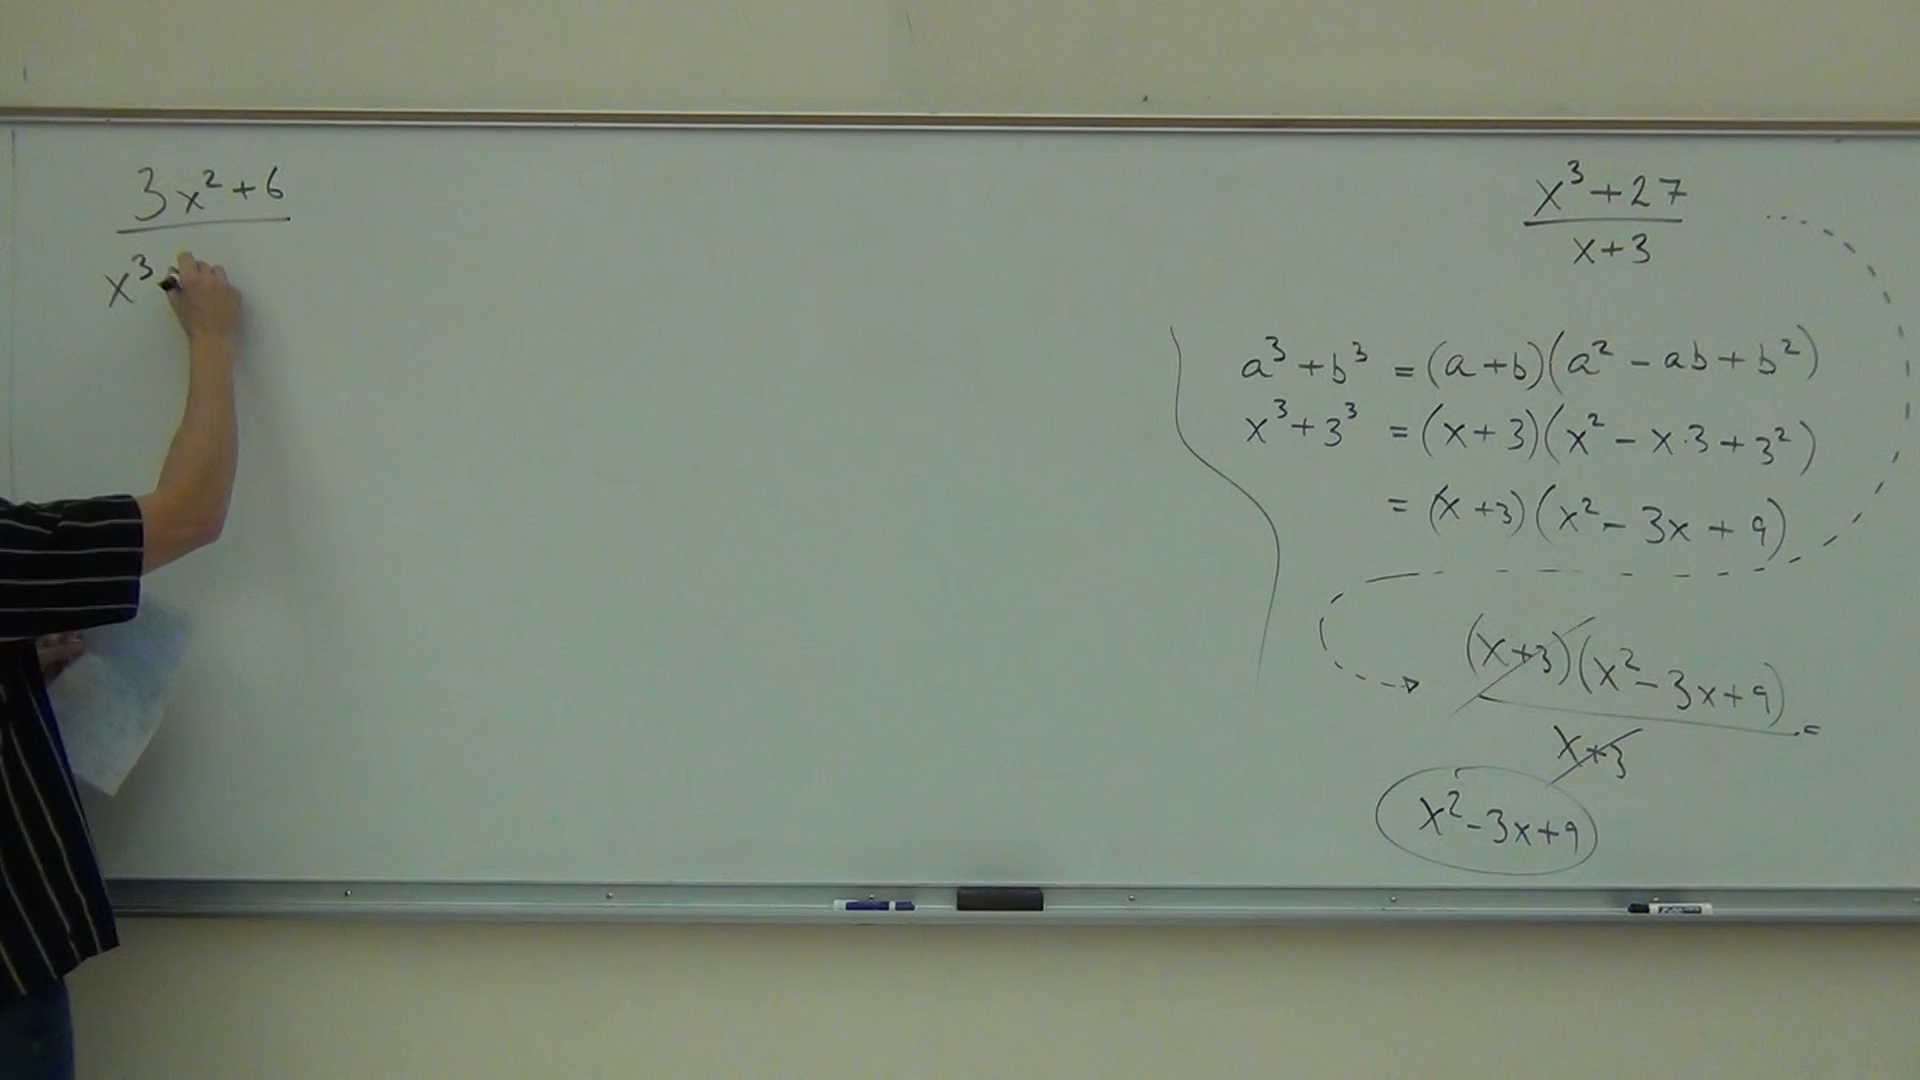 3x² + 6
x³
x³ + 27
x + 3
a³ + b³ = (a + b)(a² - ab + b²)
x³ + 3³ = (x + 3)(x² - x·3 + 3²)
= (x + 3)(x² - 3x + 9)
(x + 3)(x² - 3x + 9) =
x + 3
x² - 3x + 9